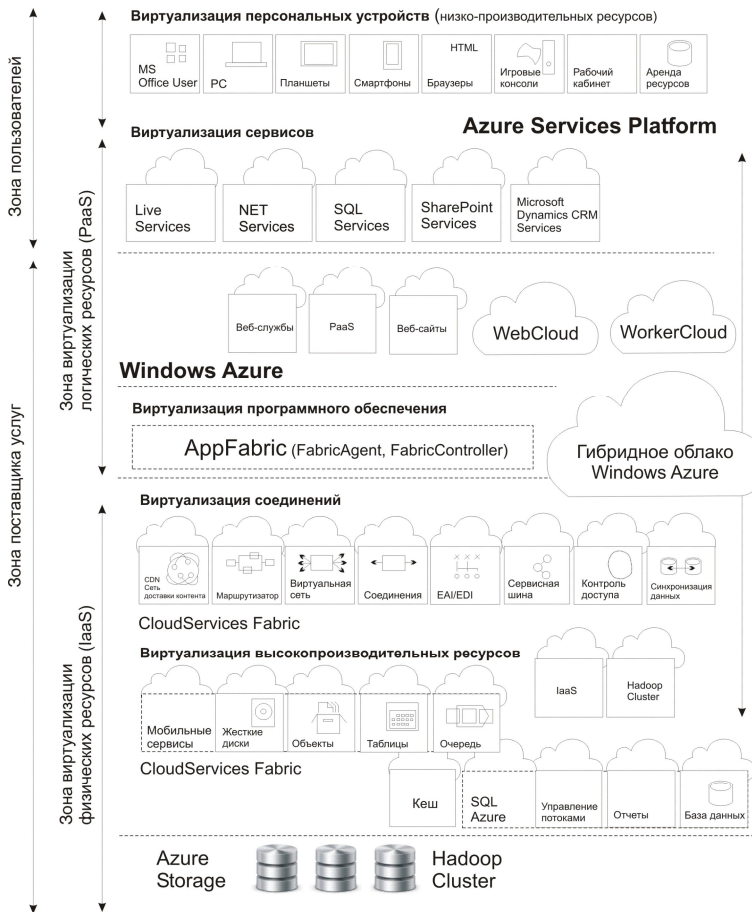 Виртуализация персональных устройств (низко-производительных ресурсов)
MS
Office User
PC
Планшеты
Смартфоны
HTML
Браузеры
Игровые
консоли
Рабочий
кабинет
Аренда
ресурсов
Azure Services Platform
Виртуализация сервисов
Live
Services
NET
Services
SQL
Services
SharePoint
Services
Microsoft
Dynamics CRM
Services
Веб-службы
PaaS
Веб-сайты
WebCloud
WorkerCloud
Windows Azure
Виртуализация программного обеспечения
AppFabric (FabricAgent, FabricController)
Гибридное облако
Windows Azure
Виртуализация соединений
CDN
Сеть
доставки контента
Маршрутизатор
Виртуальная
сеть
Соединения
EAI/EDI
Сервисная
шина
Контроль
доступа
Синхронизация
данных
CloudServices Fabric
Виртуализация высокопроизводительных ресурсов
IaaS
Hadoop
Cluster
Мобильные
сервисы
Жесткие
диски
Объекты
Таблицы
Очередь
CloudServices Fabric
Кеш
SQL
Azure
Управление
потоками
Отчеты
База данных
Azure
Storage
Hadoop
Cluster
Зона пользователей
Зона поставщика услуг
Зона виртуализации
логических ресурсов (PaaS)
Зона виртуализации
физических ресурсов (IaaS)